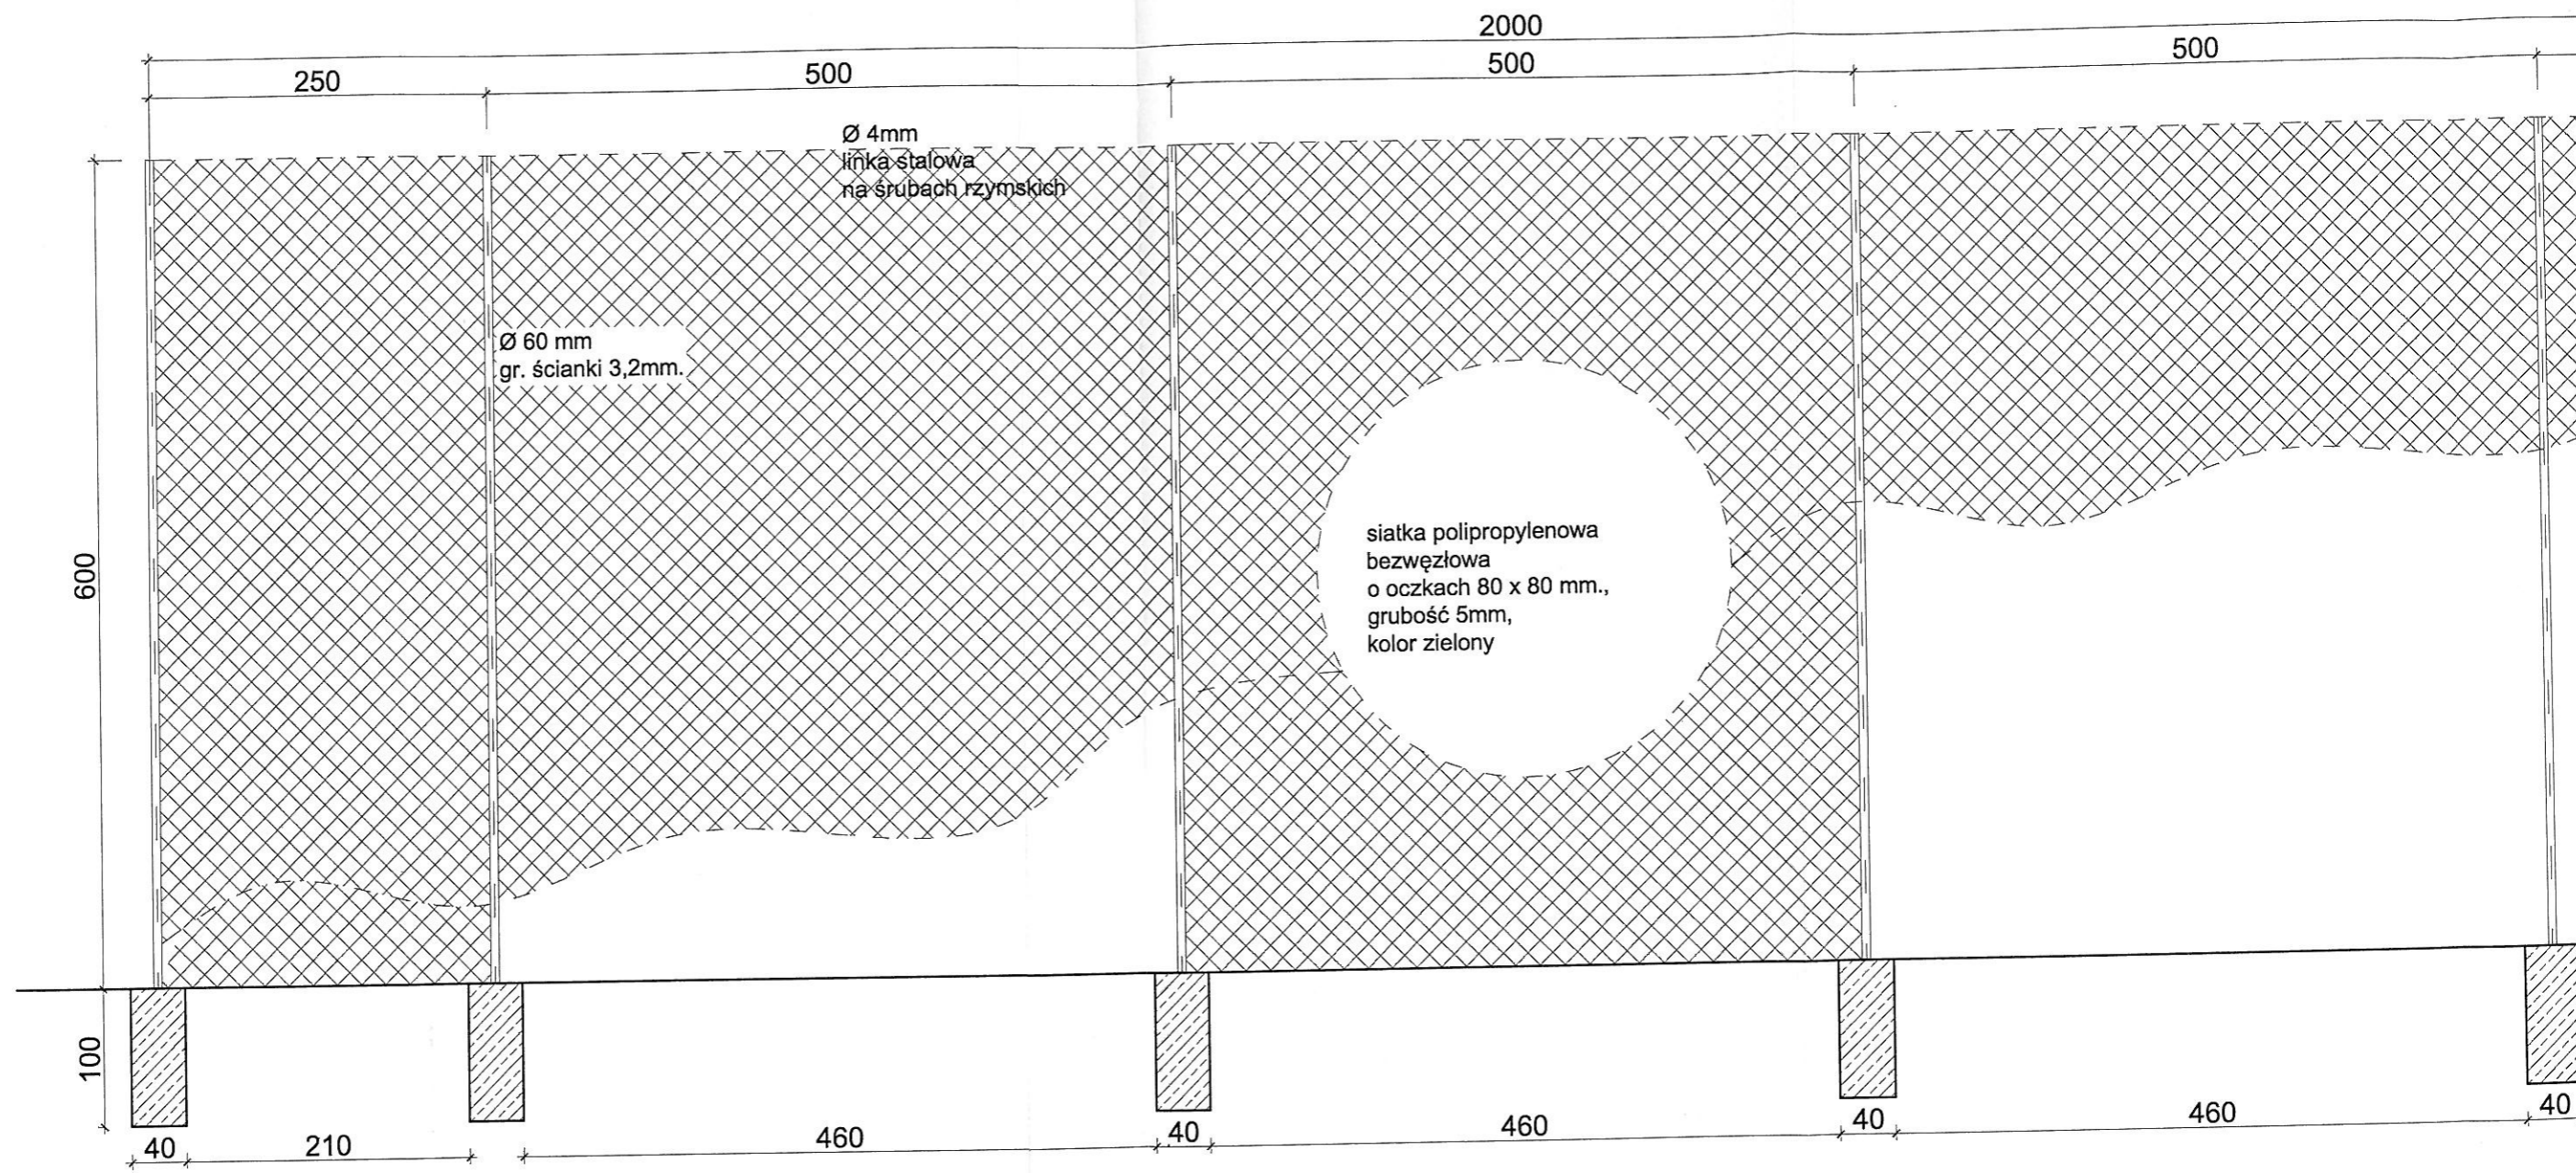 2000
250
500
500
500
Ø 4mm
linka stalowa
na śrubach rzymskich
Ø 60 mm
gr. ścianki 3,2mm.
600
siatka polipropylenowa
bezwęzłowa
o oczkach 80 x 80 mm.,
grubość 5mm,
kolor zielony
100
40
210
460
40
460
40
460
40